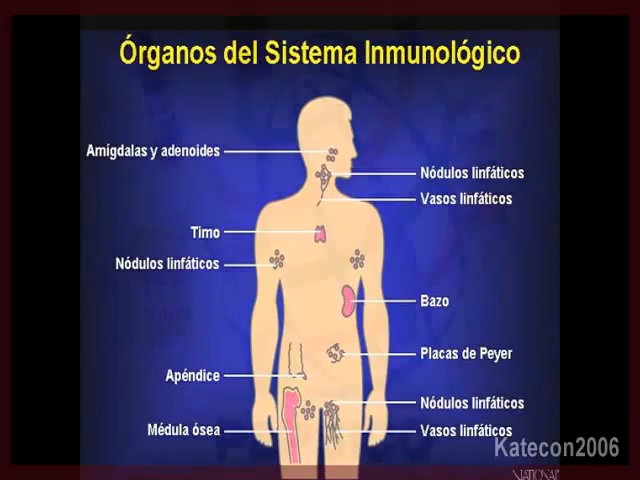 Órganos del Sistema Inmunológico
Amígdalas y adenoides
Nódulos linfáticos
Vasos linfáticos
Timo
Nódulos linfáticos
Bazo
Placas de Peyer
Apéndice
Nódulos linfáticos
Médula ósea
Vasos linfáticos
Katecon2006
NATIONAL